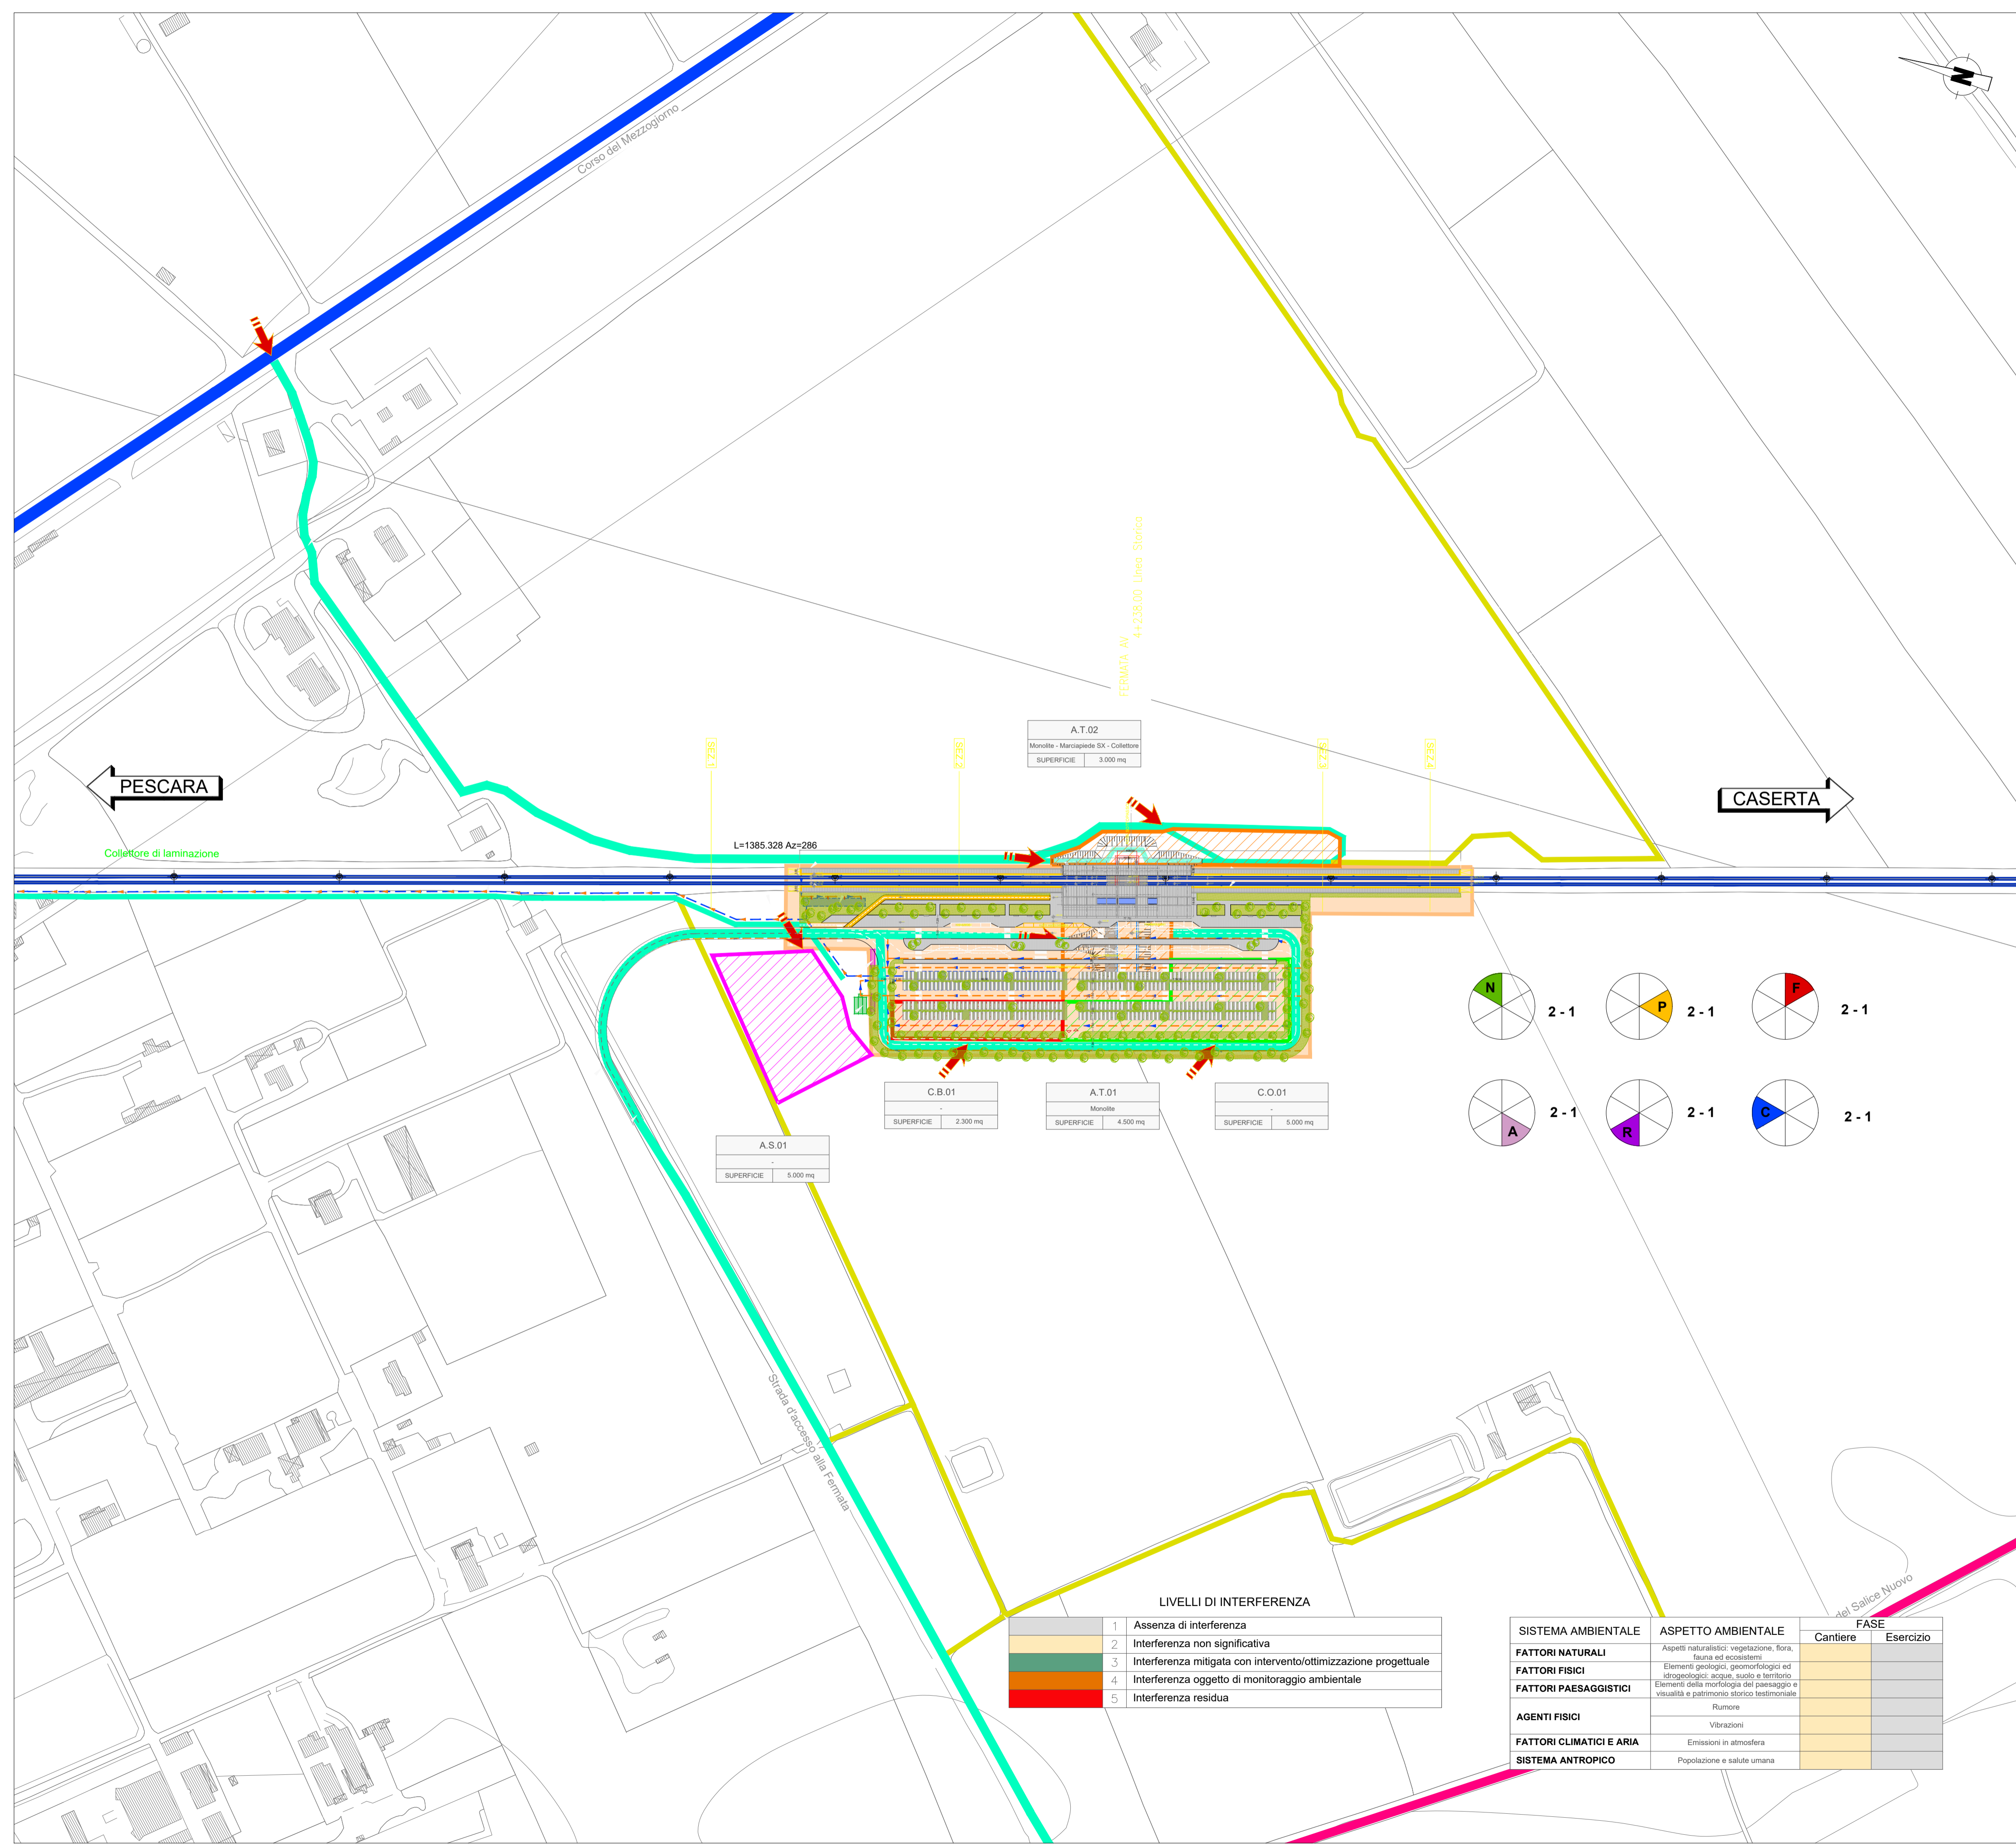 Corso del Mezzogiorno
N
FERMATA AV
4+238.00 Linea Storica
A.T.02
Monolite - Marciapiede SX - Collettore
SUPERFICIE 3.000 mq
PESCARA
CASERTA
Collettore di laminazione
L=1385.328 Az=286
N 2 - 1
P 2 - 1
F 2 - 1
A 2 - 1
R 2 - 1
C 2 - 1
C.B.01
-
SUPERFICIE 2.300 mq
A.T.01
Monolite
SUPERFICIE 4.500 mq
C.O.01
-
SUPERFICIE 5.000 mq
A.S.01
-
SUPERFICIE 5.000 mq
Strada d'accesso alla Fermata
del Salice Nuovo
LIVELLI DI INTERFERENZA
1 Assenza di interferenza
2 Interferenza non significativa
3 Interferenza mitigata con intervento/ottimizzazione progettuale
4 Interferenza oggetto di monitoraggio ambientale
5 Interferenza residua
SISTEMA AMBIENTALE ASPETTO AMBIENTALE FASE
Cantiere Esercizio
FATTORI NATURALI Aspetti naturalistici: vegetazione, flora,
fauna ed ecosistemi
FATTORI FISICI Elementi geologici, geomorfologici ed
idrogeologici: acque, suolo e territorio
FATTORI PAESAGGISTICI Elementi della morfologia del paesaggio e
visualità e patrimonio storico testimoniale
AGENTI FISICI Rumore
Vibrazioni
FATTORI CLIMATICI E ARIA Emissioni in atmosfera
SISTEMA ANTROPICO Popolazione e salute umana